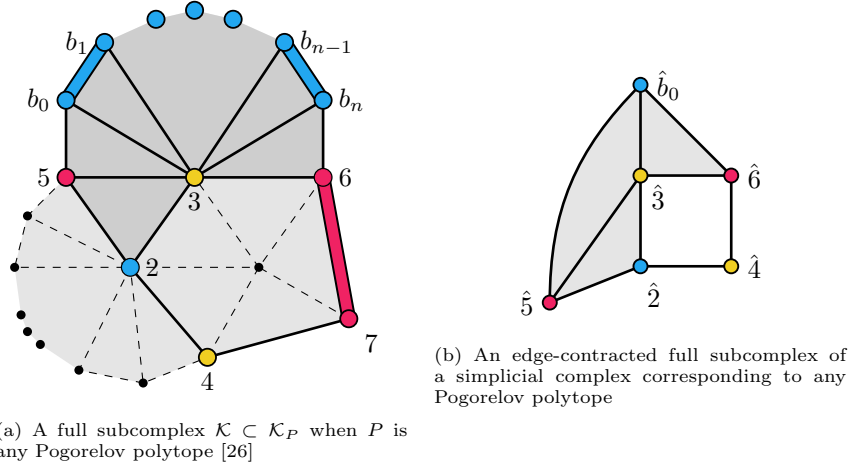 b₁
bₙ₋₁
b₀
bₙ
5
3
6
2
7
4
b̂₀
3̂
6̂
5̂
2̂
4̂
(a) A full subcomplex 𝒦 ⊂ 𝒦_P when P is
any Pogorelov polytope [26]
(b) An edge-contracted full subcomplex of
a simplicial complex corresponding to any
Pogorelov polytope